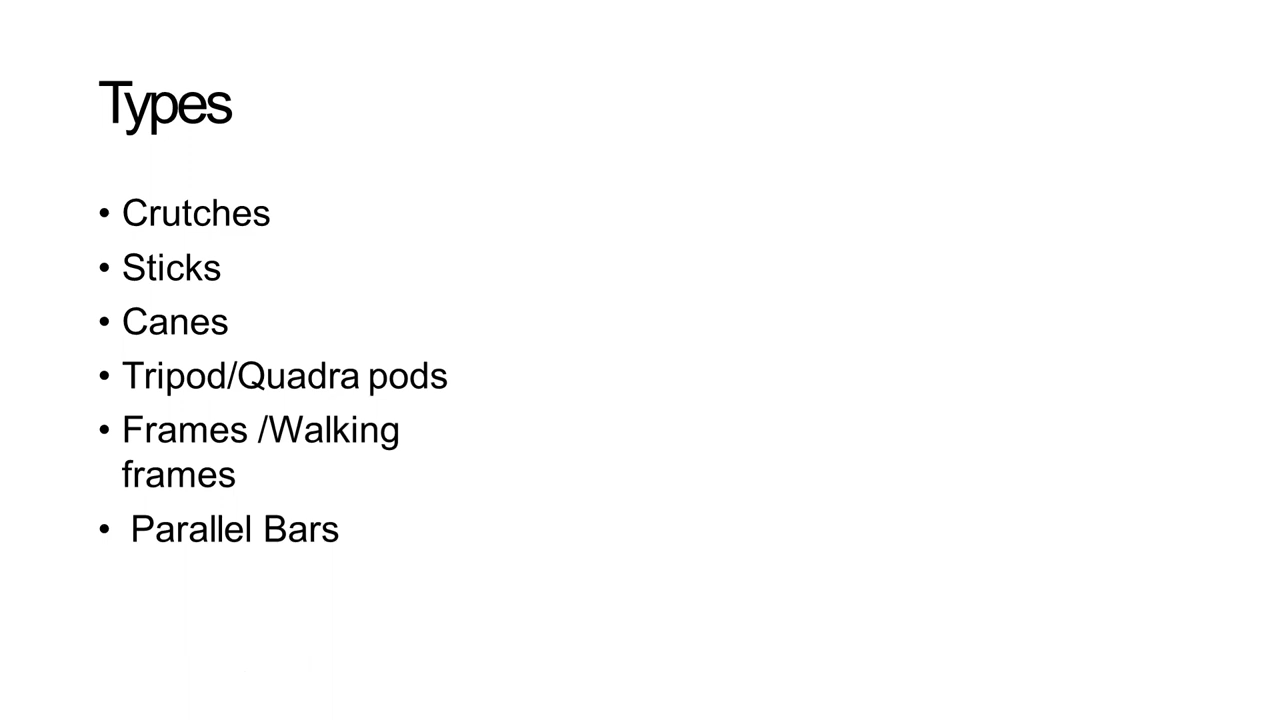 Types
• Crutches
• Sticks
• Canes
• Tripod/Quadra pods
• Frames /Walking
frames
• Parallel Bars